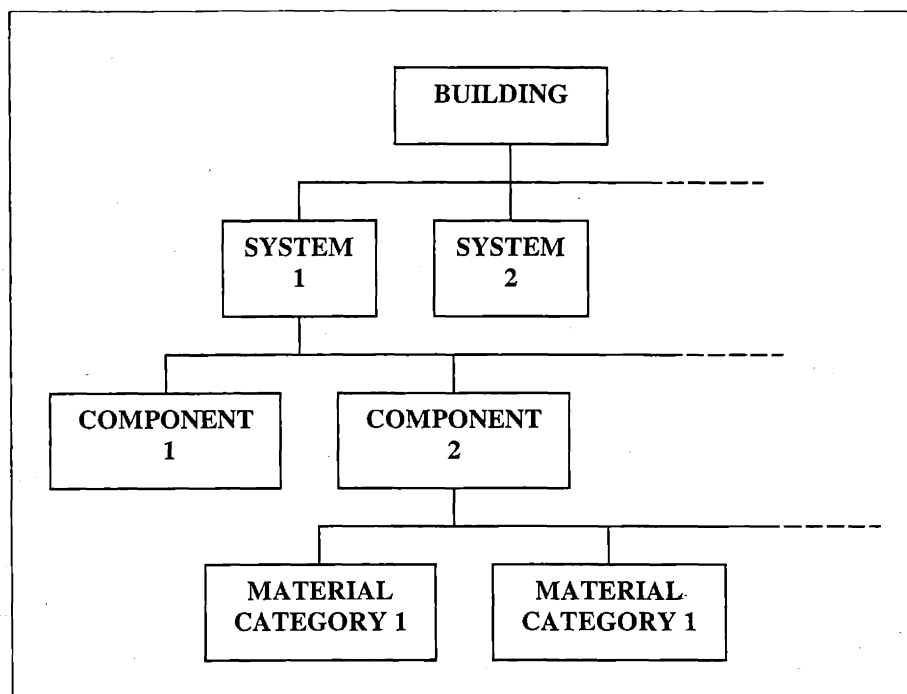 BUILDING
SYSTEM
1
SYSTEM
2
COMPONENT
1
COMPONENT
2
MATERIAL
CATEGORY 1
MATERIAL
CATEGORY 1